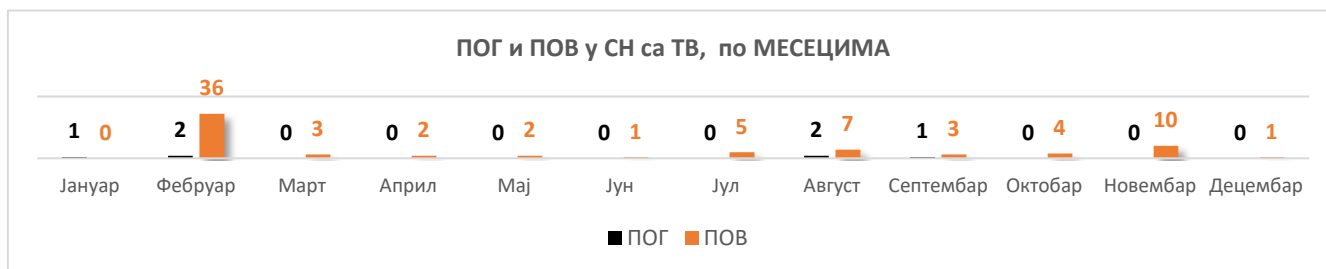 ПОГ и ПОВ у СН са ТВ, по МЕСЕЦИМА
1 0 2 36 0 3 0 2 0 2 0 1 0 5 2 7 1 3 0 4 0 10 0 1
Јануар Фебруар Март Април Мај Јун Јул Август Септембар Октобар Новембар Децембар
ПОГ ПОВ